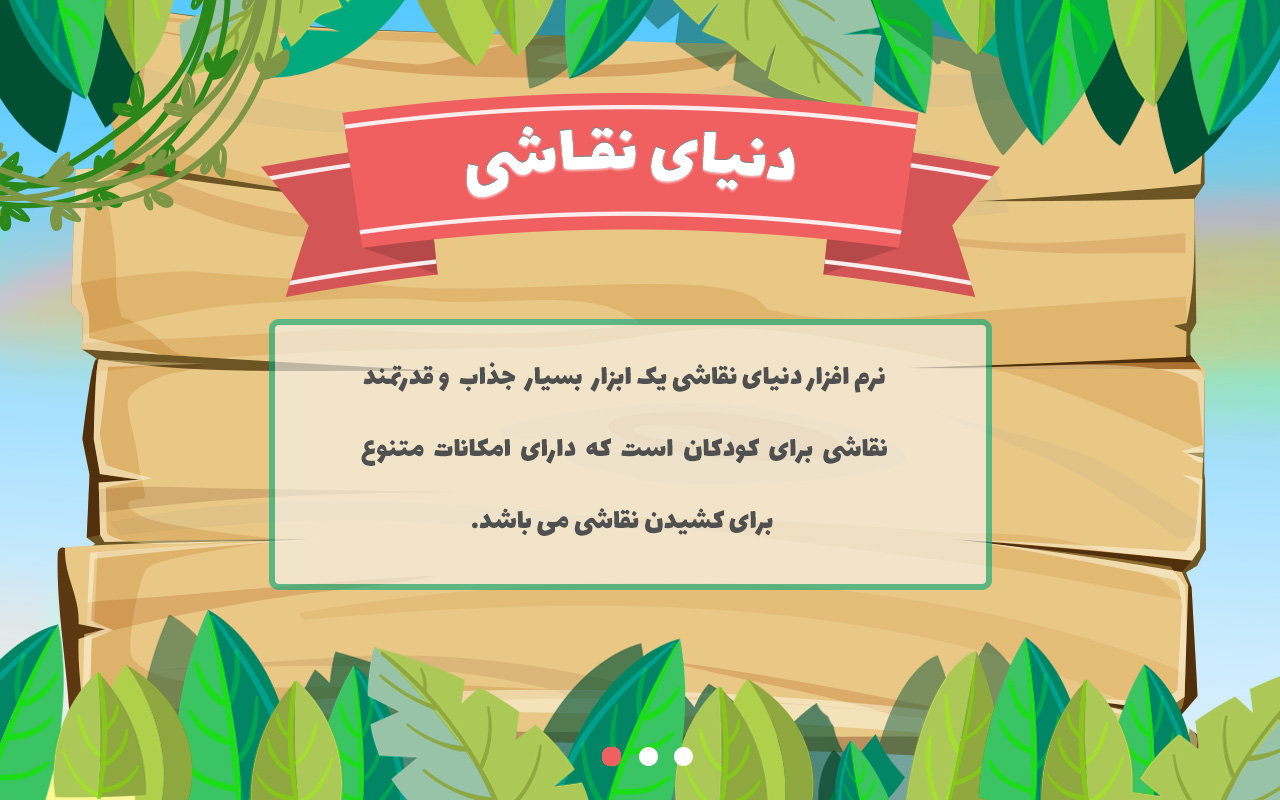 دنیای نقاشی
نرم افزار دنیای نقاشی یک ابزار بسیار جذاب و قدرتمند
نقاشی برای کودکان است که دارای امکانات متنوع
برای کشیدن نقاشی می باشد.